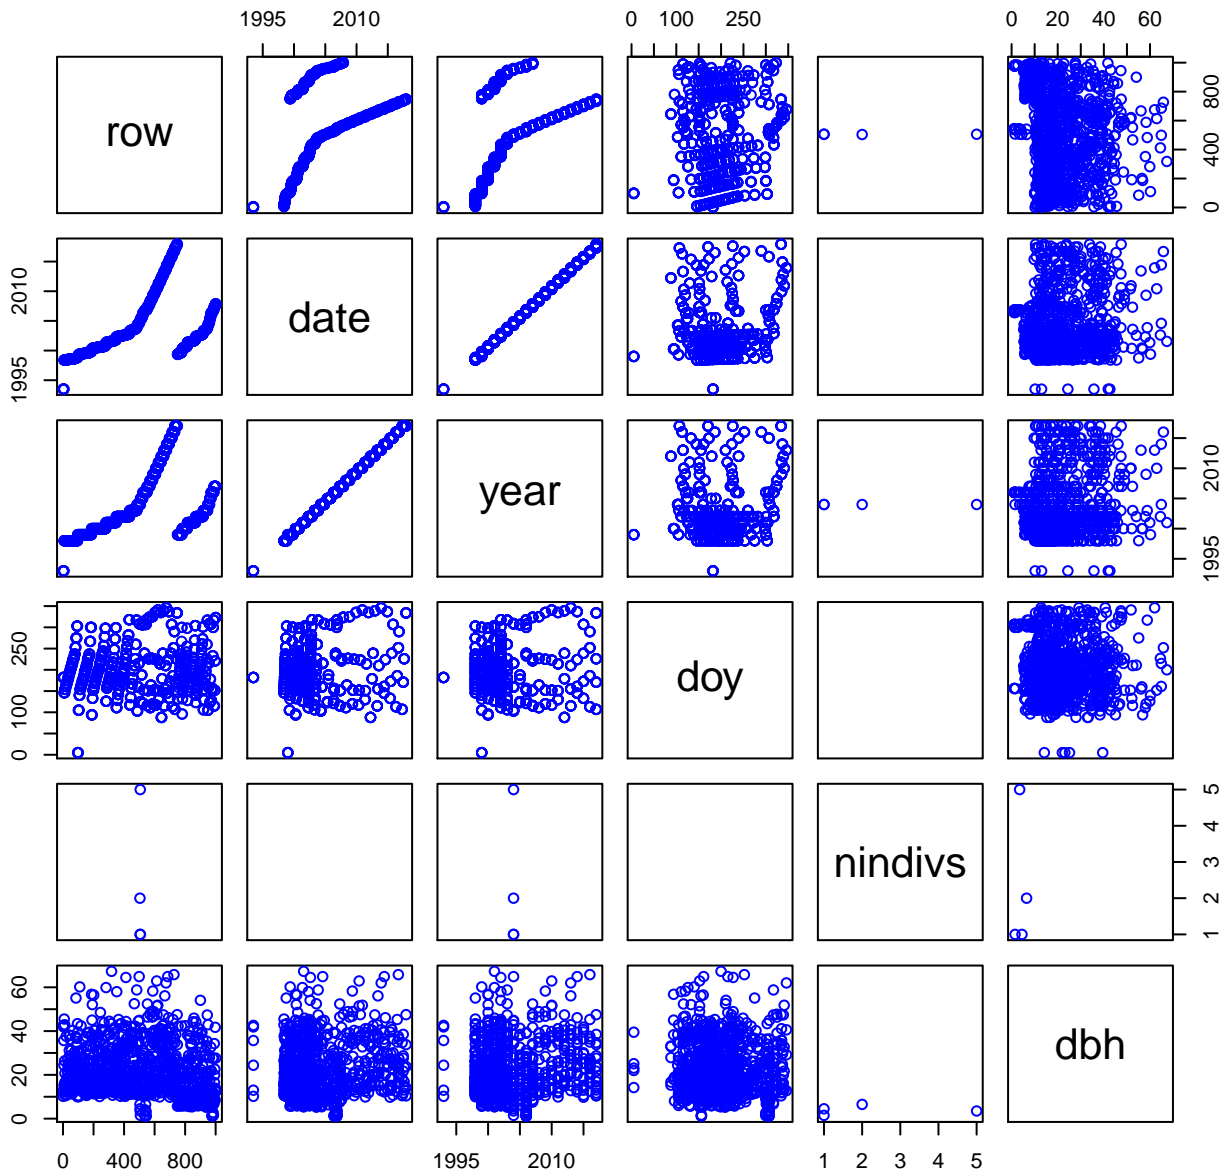 1995 2010 0 100 250 0 20 40 60
row 0 400 800
1995 2010 date
year 1995 2010
0 100 250 doy
nindivs 1 2 3 4 5
0 20 40 60 dbh
0 400 800 1995 2010 1 2 3 4 5